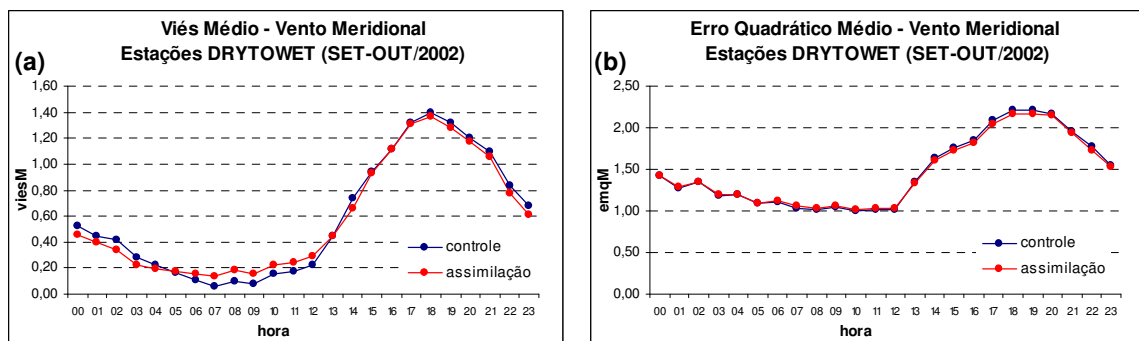 Viés Médio - Vento Meridional
Estações DRYTOWET (SET-OUT/2002)
(a)
1,60
1,40
1,20
1,00
0,80
0,60
0,40
0,20
0,00
viesM
controle
assimilação
00 01 02 03 04 05 06 07 08 09 10 11 12 13 14 15 16 17 18 19 20 21 22 23
hora
Erro Quadrático Médio - Vento Meridional
Estações DRYTOWET (SET-OUT/2002)
(b)
2,50
2,00
1,50
1,00
0,50
0,00
emqM
controle
assimilação
00 01 02 03 04 05 06 07 08 09 10 11 12 13 14 15 16 17 18 19 20 21 22 23
hora